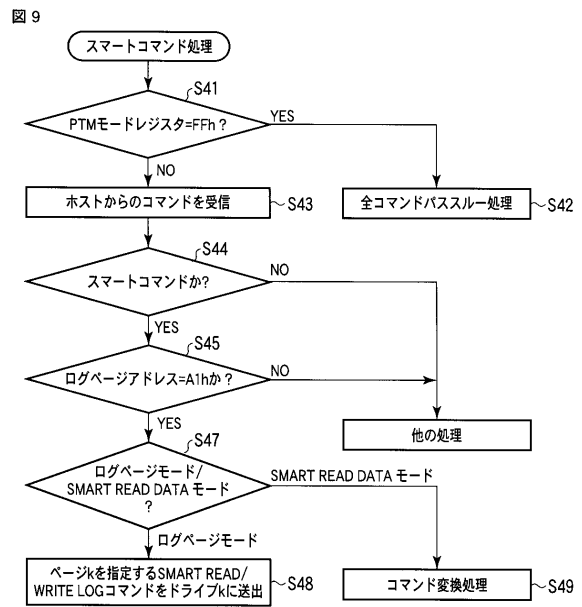 図 9
スマートコマンド処理
S41
PTMモードレジスタ=FFh ?
YES
NO
ホストからのコマンドを受信
S43
全コマンドパススルー処理
S42
S44
スマートコマンドか?
NO
YES
S45
ログページアドレス=A1hか ?
NO
YES
他の処理
S47
ログページモード/
SMART READ DATA モード
?
SMART READ DATA モード
ログページモード
ページkを指定するSMART READ/
WRITE LOGコマンドをドライブkに送出
S48
コマンド変換処理
S49